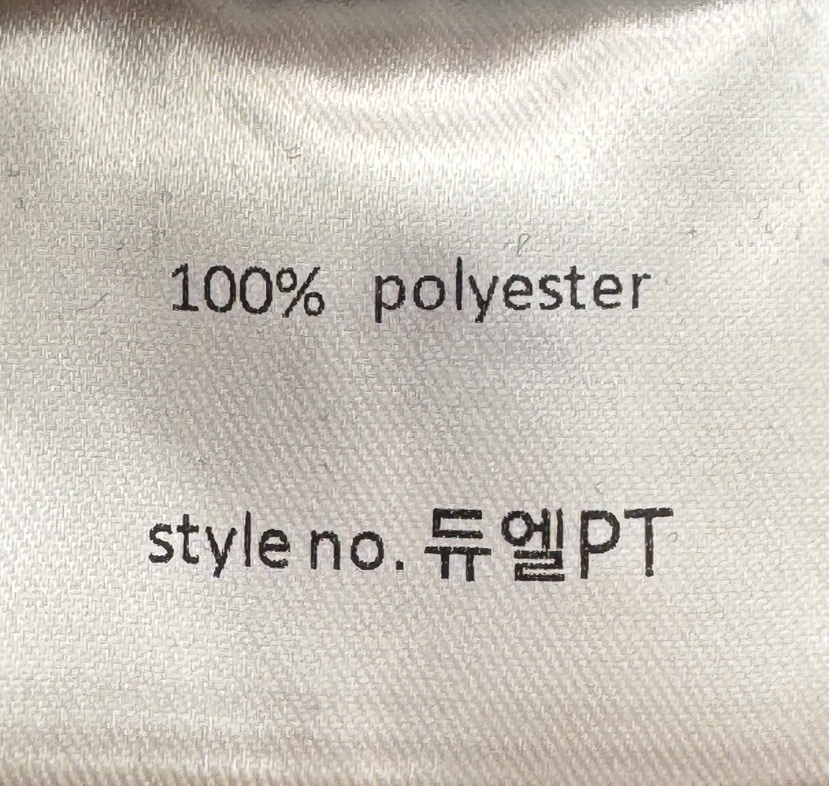 100% polyester
style no. 듀엘PT